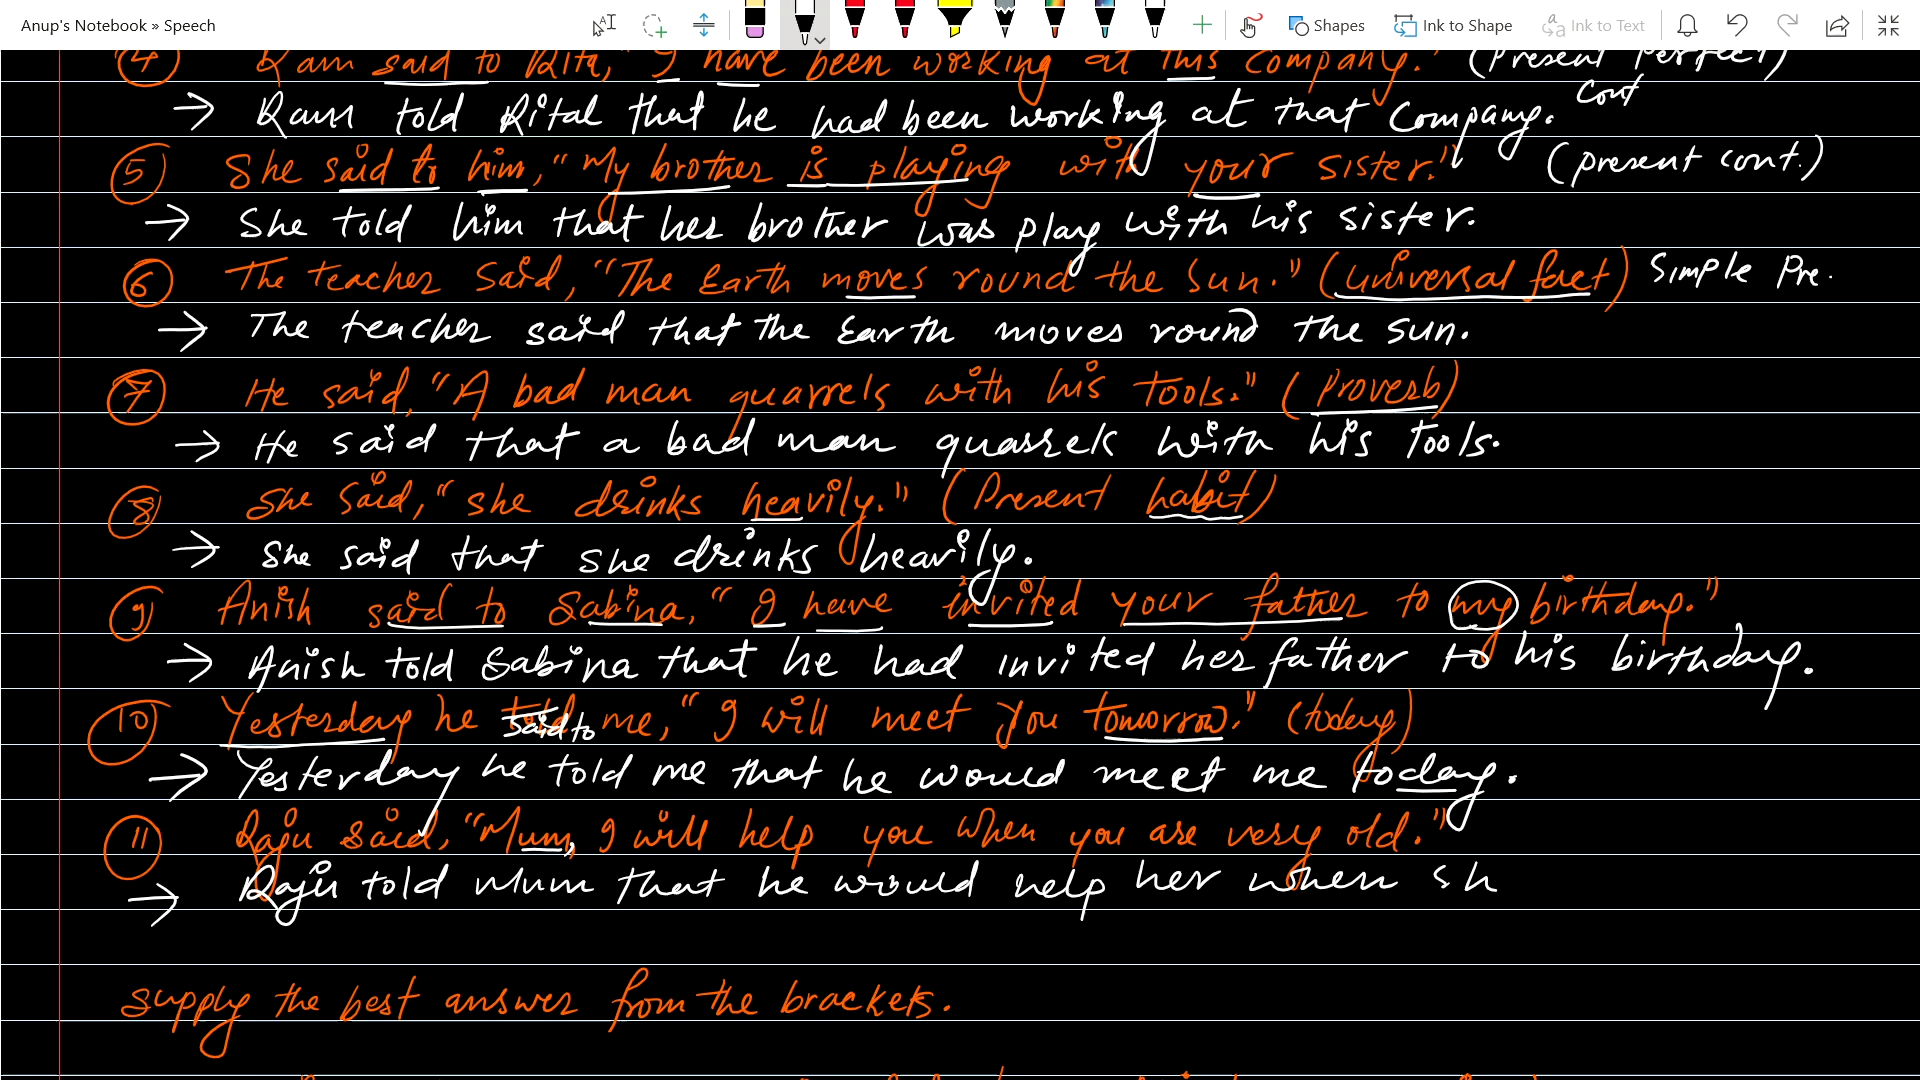 Anup's Notebook » Speech
Shapes
Ink to Shape
Ink to Text
(4) Ram said to Rita, "I have been working at this company." (Present Perfect)
Cont
→ Ram told Rital that he had been working at that Company.
(5) She said to him, "My brother is playing with your sister." (present cont.)
→ She told him that her brother was play with his sister.
(6) The teacher said, "The Earth moves round the Sun." (universal fact) Simple Pre.
→ The teacher said that the Earth moves round the sun.
(7) He said, "A bad man quarrels with his tools." (Proverb)
→ He said that a bad man quarrels with his tools.
(8) She said, "she drinks heavily." (Present habit)
→ She said that she drinks heavily.
(9) Anish said to Sabina, "I have invited your father to my birthday."
→ Anish told Sabina that he had invited her father to his birthday.
(10) Yesterday he said to me, "I will meet you tomorrow." (today)
→ Yesterday he told me that he would meet me today.
(11) Raju said, "Mum, I will help you when you are very old."
→ Raju told Mum that he would help her when sh
Supply the best answer from the brackets.